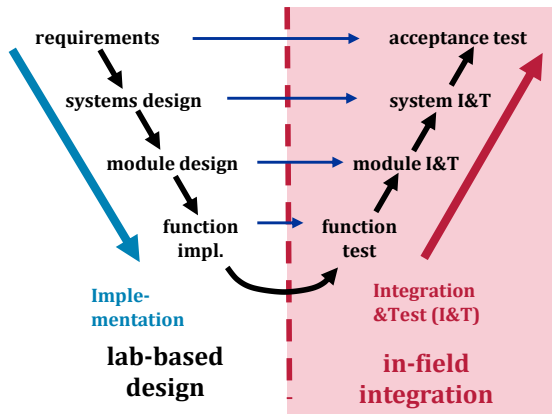 requirements
acceptance test
systems design
system I&T
module design
module I&T
function
impl.
function
test
Imple-
mentation
Integration
&Test (I&T)
lab-based
design
in-field
integration